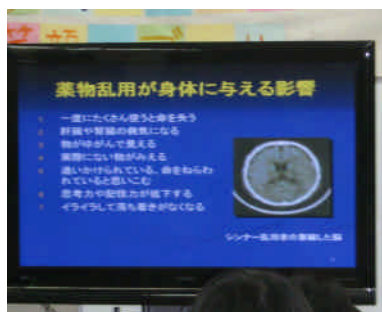 薬物乱用が身体に与える影響
一度にたくさん使うと命を失う
肝臓や腎臓の病気になる
物がゆがんで見える
実際にない物がみえる
追いかけられている、命をねらわ
れていると思いこむ
思考力や記憶力が低下する
イライラして落ち着きがなくなる
シンナー乱用者の萎縮した脳